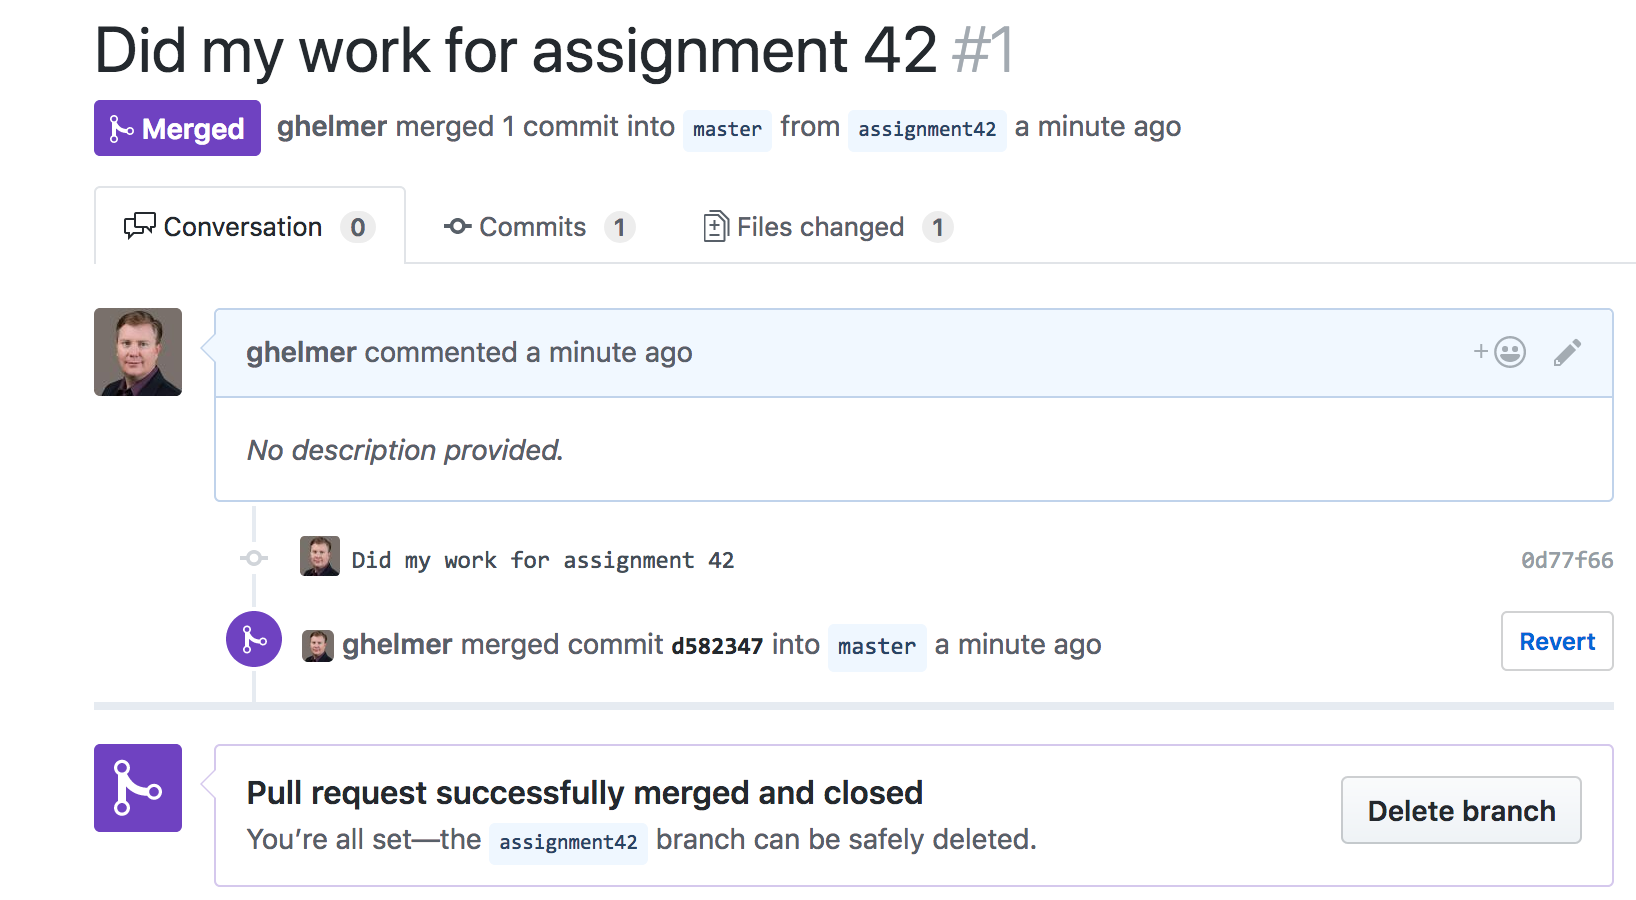 Did my work for assignment 42 #1
Merged ghelmer merged 1 commit into master from assignment42 a minute ago
Conversation 0 Commits 1 Files changed 1
ghelmer commented a minute ago
No description provided.
Did my work for assignment 42 0d77f66
ghelmer merged commit d582347 into master a minute ago Revert
Pull request successfully merged and closed
You’re all set—the assignment42 branch can be safely deleted.
Delete branch